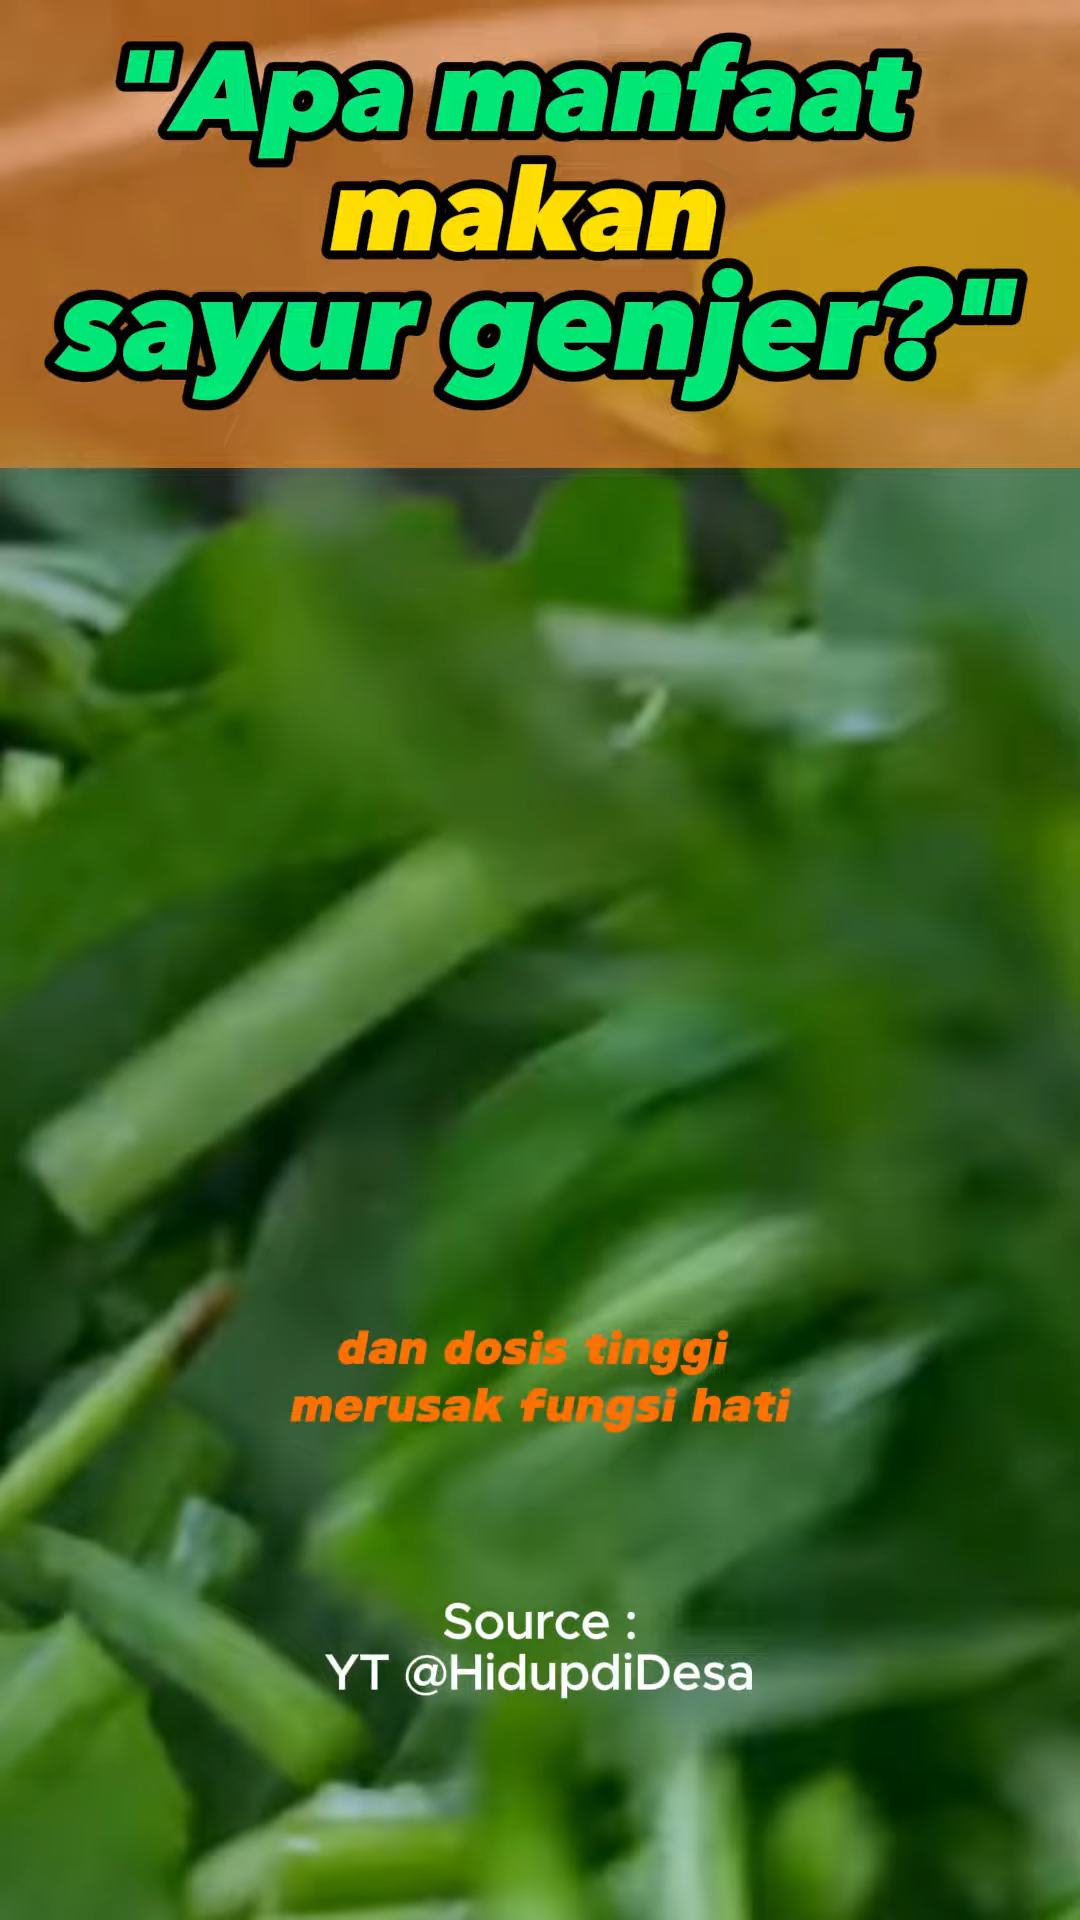 "Apa manfaat
makan
sayur genjer?"
dan dosis tinggi
merusak fungsi hati
Source :
YT @HidupdiDesa